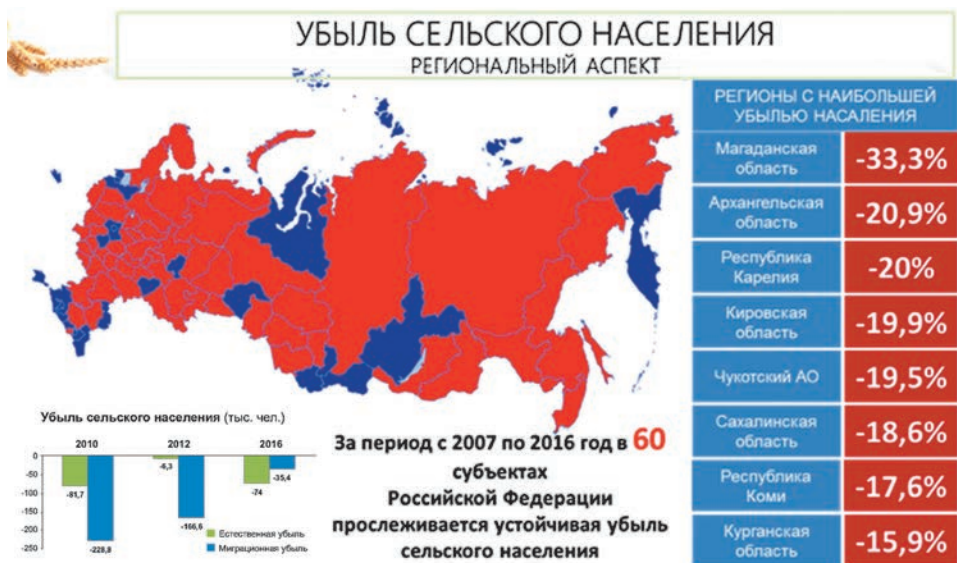 УБЫЛЬ СЕЛЬСКОГО НАСЕЛЕНИЯ
РЕГИОНАЛЬНЫЙ АСПЕКТ
РЕГИОНЫ С НАИБОЛЬШЕЙ
УБЫЛЬЮ НАСАЛЕНИЯ
Магаданская
область
-33,3%
Архангельская
область
-20,9%
Республика
Карелия
-20%
Кировская
область
-19,9%
Чукотский АО
-19,5%
Сахалинская
область
-18,6%
Республика
Коми
-17,6%
Курганская
область
-15,9%
Убыль сельского населения (тыс. чел.)
2010 2012 2016
0
-50
-100
-150
-200
-250
-81,7
-228,8
-6,3
-166,6
-74
-35,4
Естественная убыль
Миграционная убыль
За период с 2007 по 2016 год в 60
субъектах
Российской Федерации
прослеживается устойчивая убыль
сельского населения